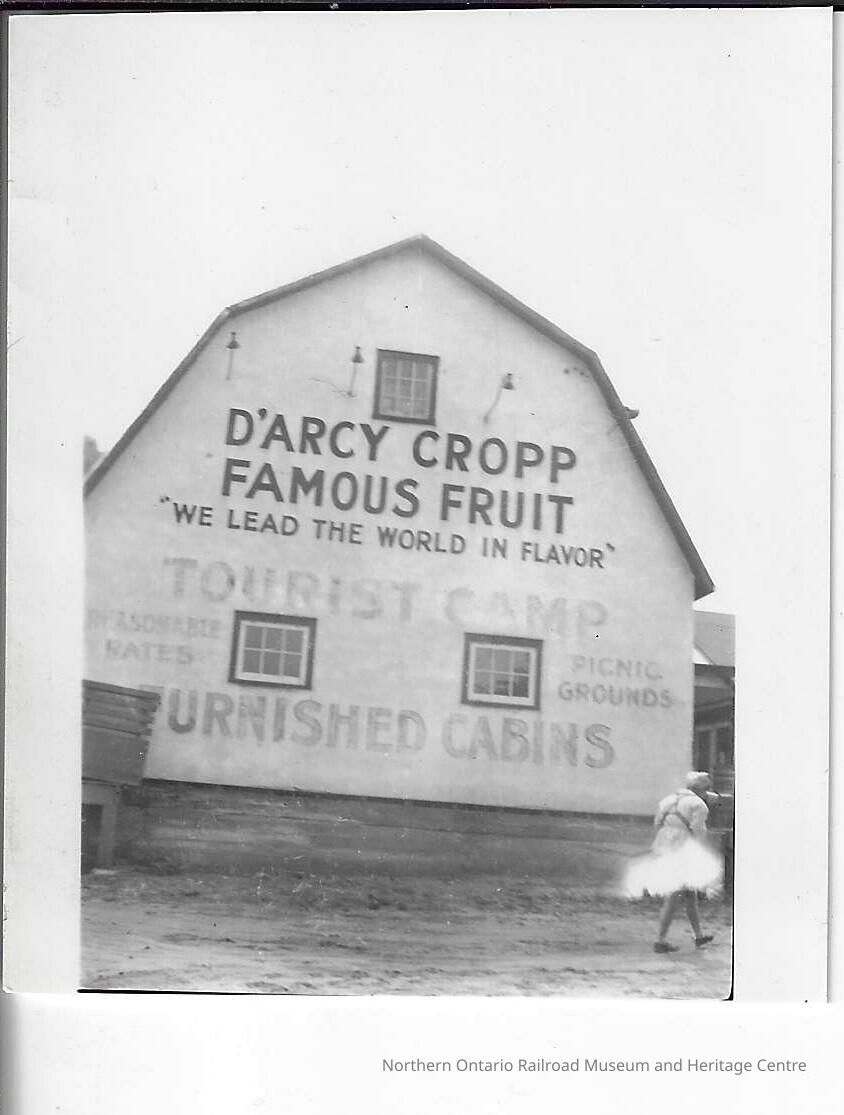 D'ARCY CROPP
FAMOUS FRUIT
"WE LEAD THE WORLD IN FLAVOR"
TOURIST CAMP
REASONABLE
RATES
PICNIC
GROUNDS
FURNISHED CABINS
Northern Ontario Railroad Museum and Heritage Centre